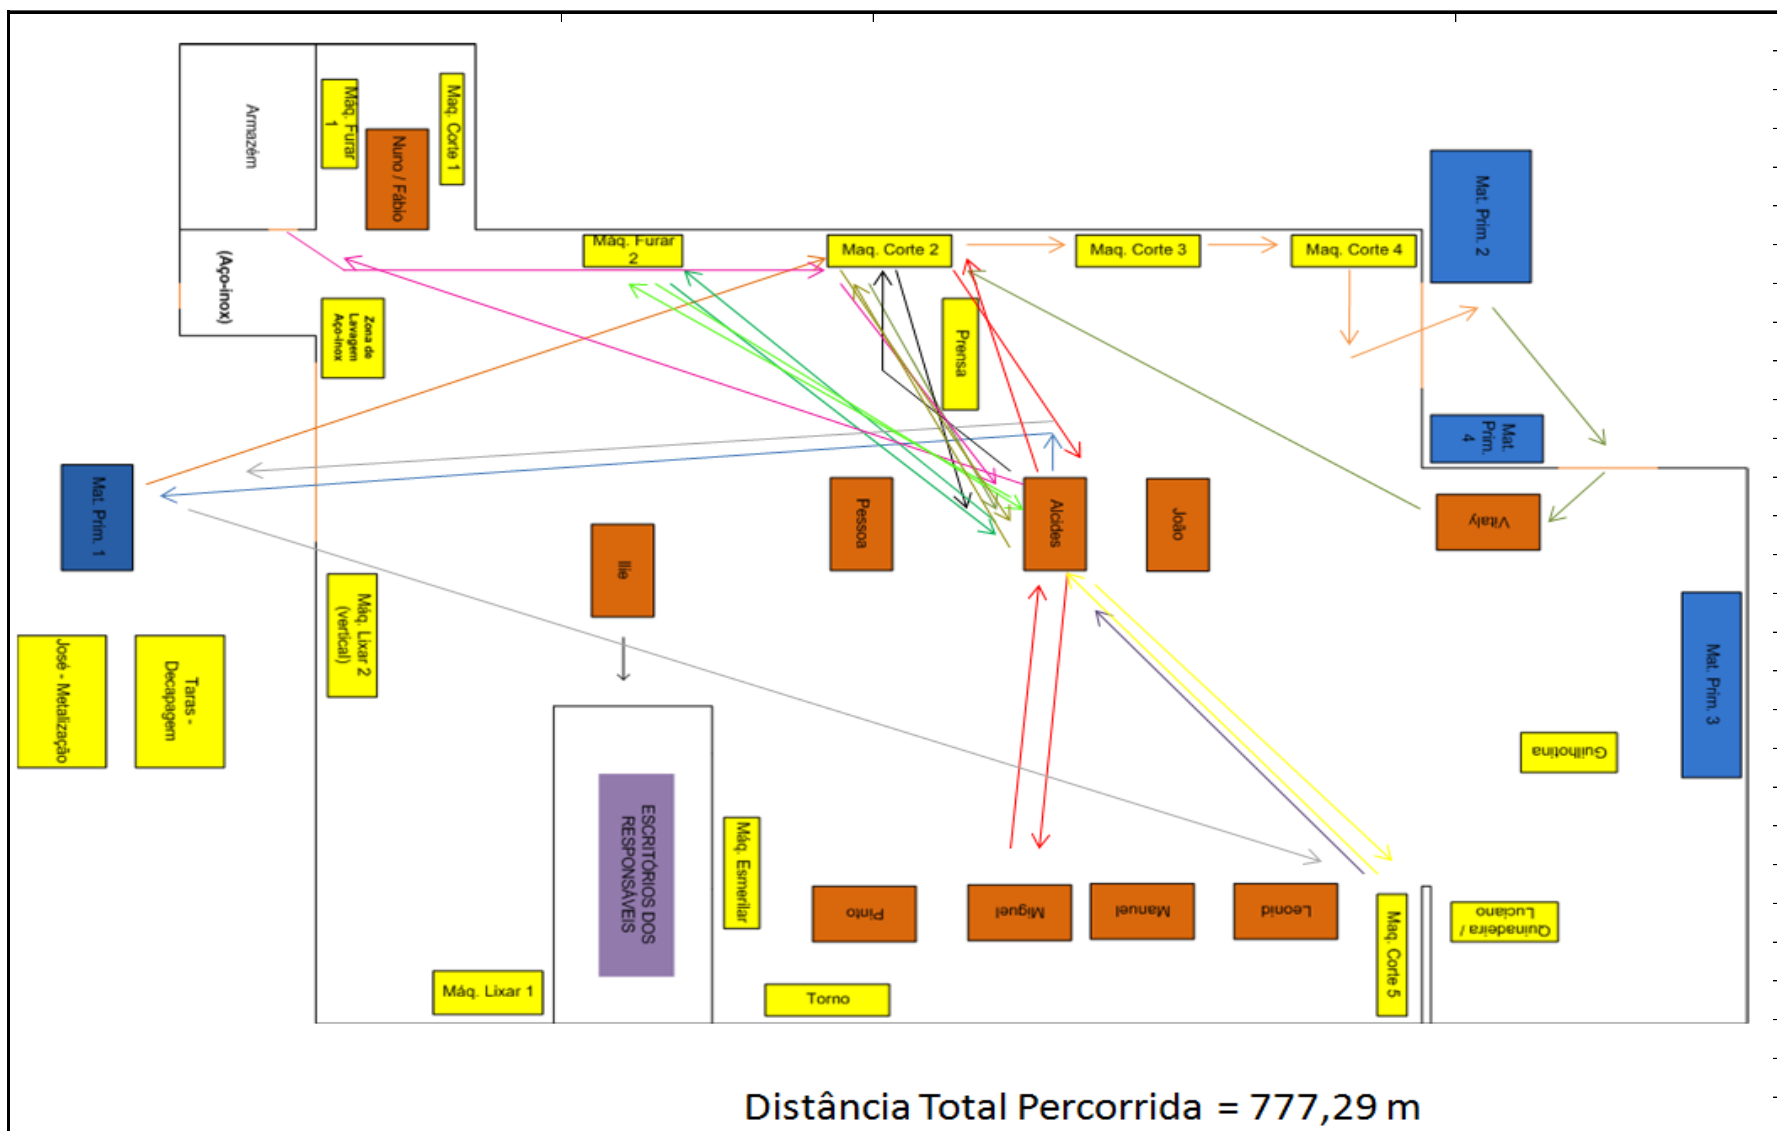 Armazém
Máq. Furar
1
Nuno / Fábio
Maq. Corte 1
(Aço-inox)
Zona de
Lavagem
Aço-inox
Máq. Furar
2
Maq. Corte 2
Maq. Corte 3
Maq. Corte 4
Mat. Prim. 2
Prensa
Mat.
Prim.
4
Mat. Prim. 1
Ilie
Pessoa
Alcides
João
Vitaly
José - Metalização
Taras -
Decapagem
Máq. Lixar 2
(vertical)
Mat. Prim. 3
Guilhotina
ESCRITÓRIOS DOS
RESPONSÁVEIS
Máq. Esmerilar
Pinto
Miguel
Manuel
Leonid
Maq. Corte 5
Quinadeira /
Luciano
Máq. Lixar 1
Torno
Distância Total Percorrida = 777,29 m